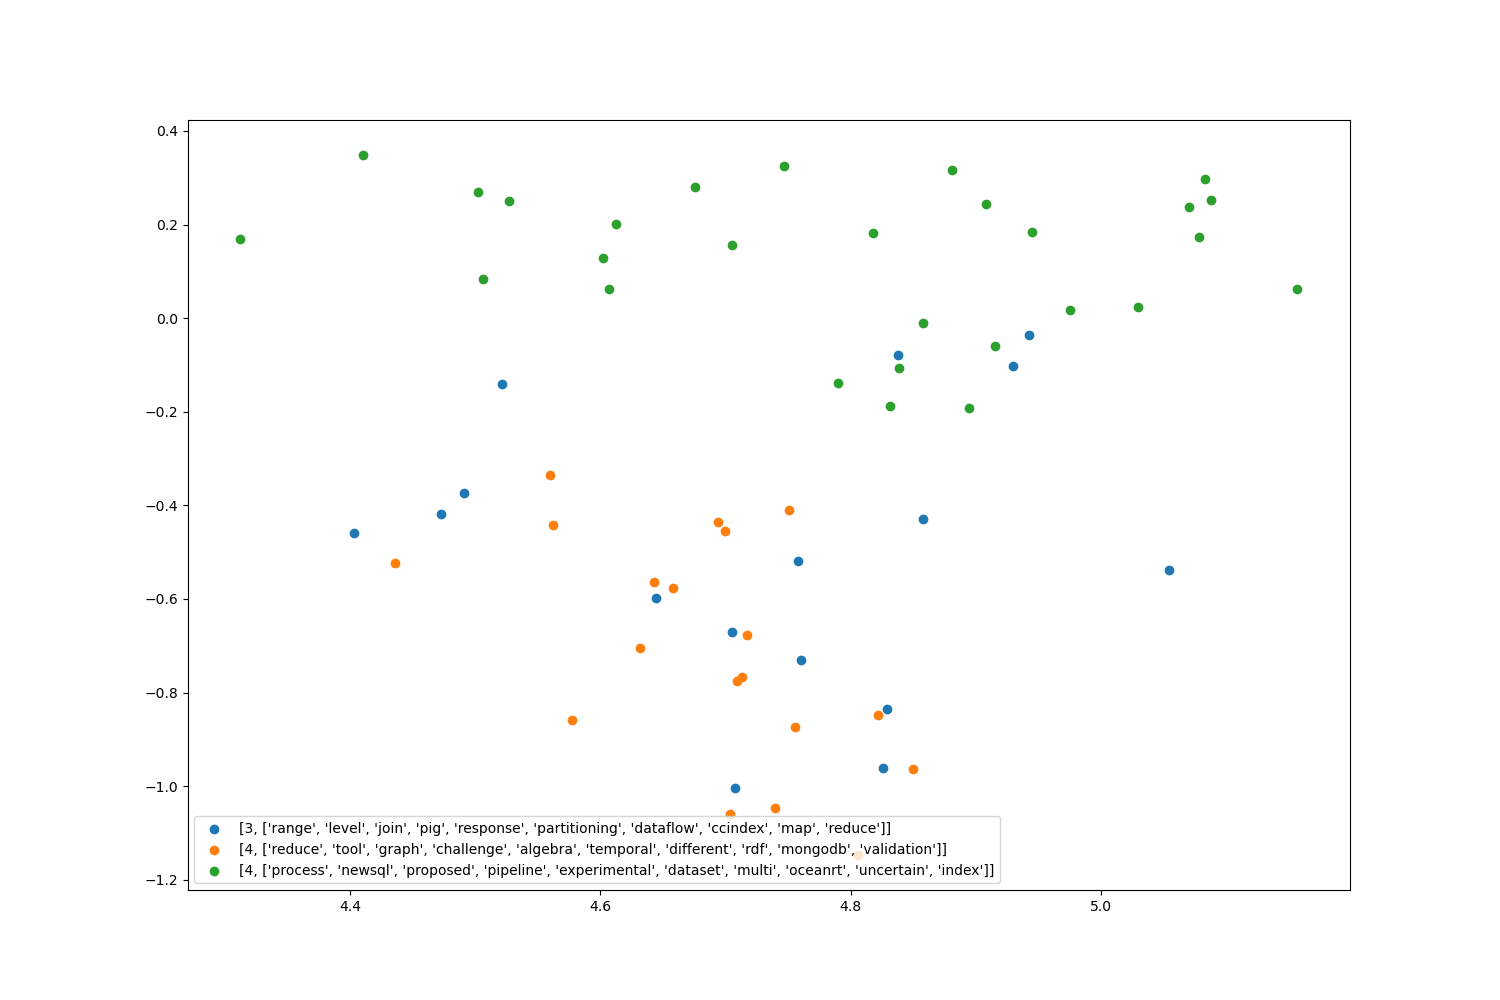 0.4
0.2
0.0
−0.2
−0.4
−0.6
−0.8
−1.0
−1.2
[3, ['range', 'level', 'join', 'pig', 'response', 'partitioning', 'dataflow', 'ccindex', 'map', 'reduce']]
[4, ['reduce', 'tool', 'graph', 'challenge', 'algebra', 'temporal', 'different', 'rdf', 'mongodb', 'validation']]
[4, ['process', 'newsql', 'proposed', 'pipeline', 'experimental', 'dataset', 'multi', 'oceanrt', 'uncertain', 'index']]
4.4 4.6 4.8 5.0